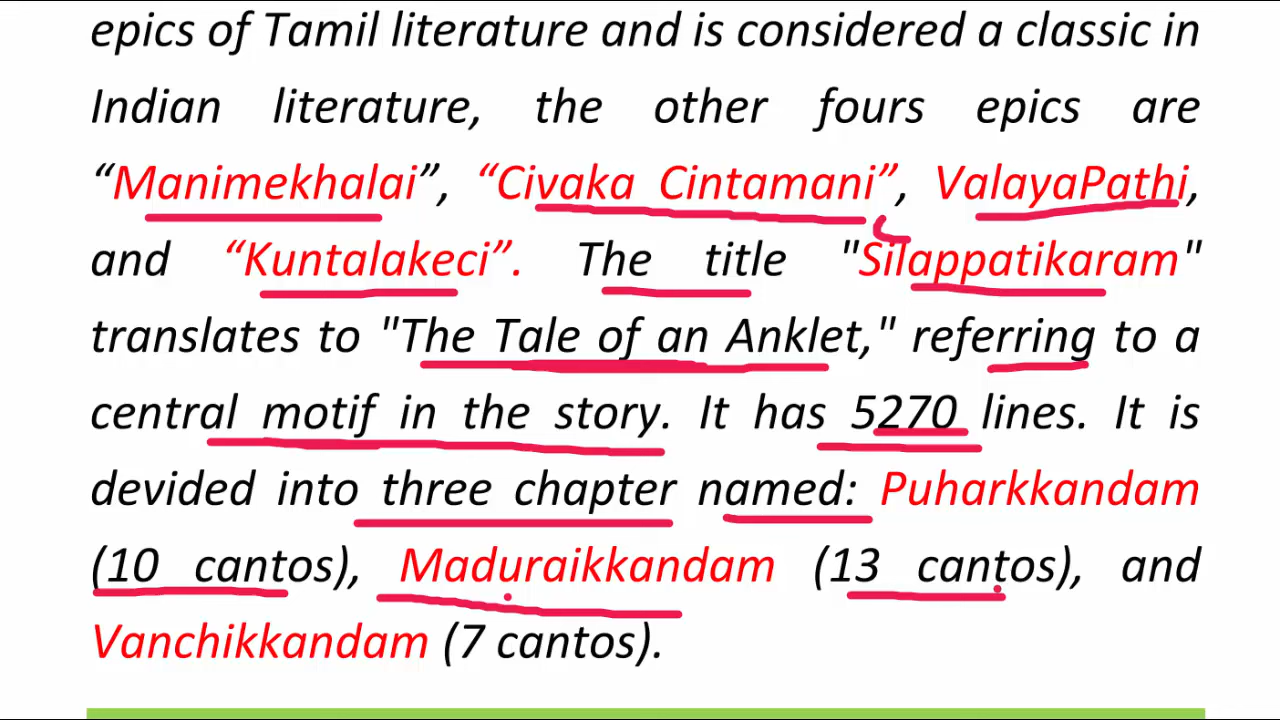 epics of Tamil literature and is considered a classic in
Indian literature, the other fours epics are
“Manimekhalai”, “Civaka Cintamani”, ValayaPathi,
and “Kuntalakeci”. The title "Silappatikaram"
translates to "The Tale of an Anklet," referring to a
central motif in the story. It has 5270 lines. It is
devided into three chapter named: Puharkkandam
(10 cantos), Maduraikkandam (13 cantos), and
Vanchikkandam (7 cantos).